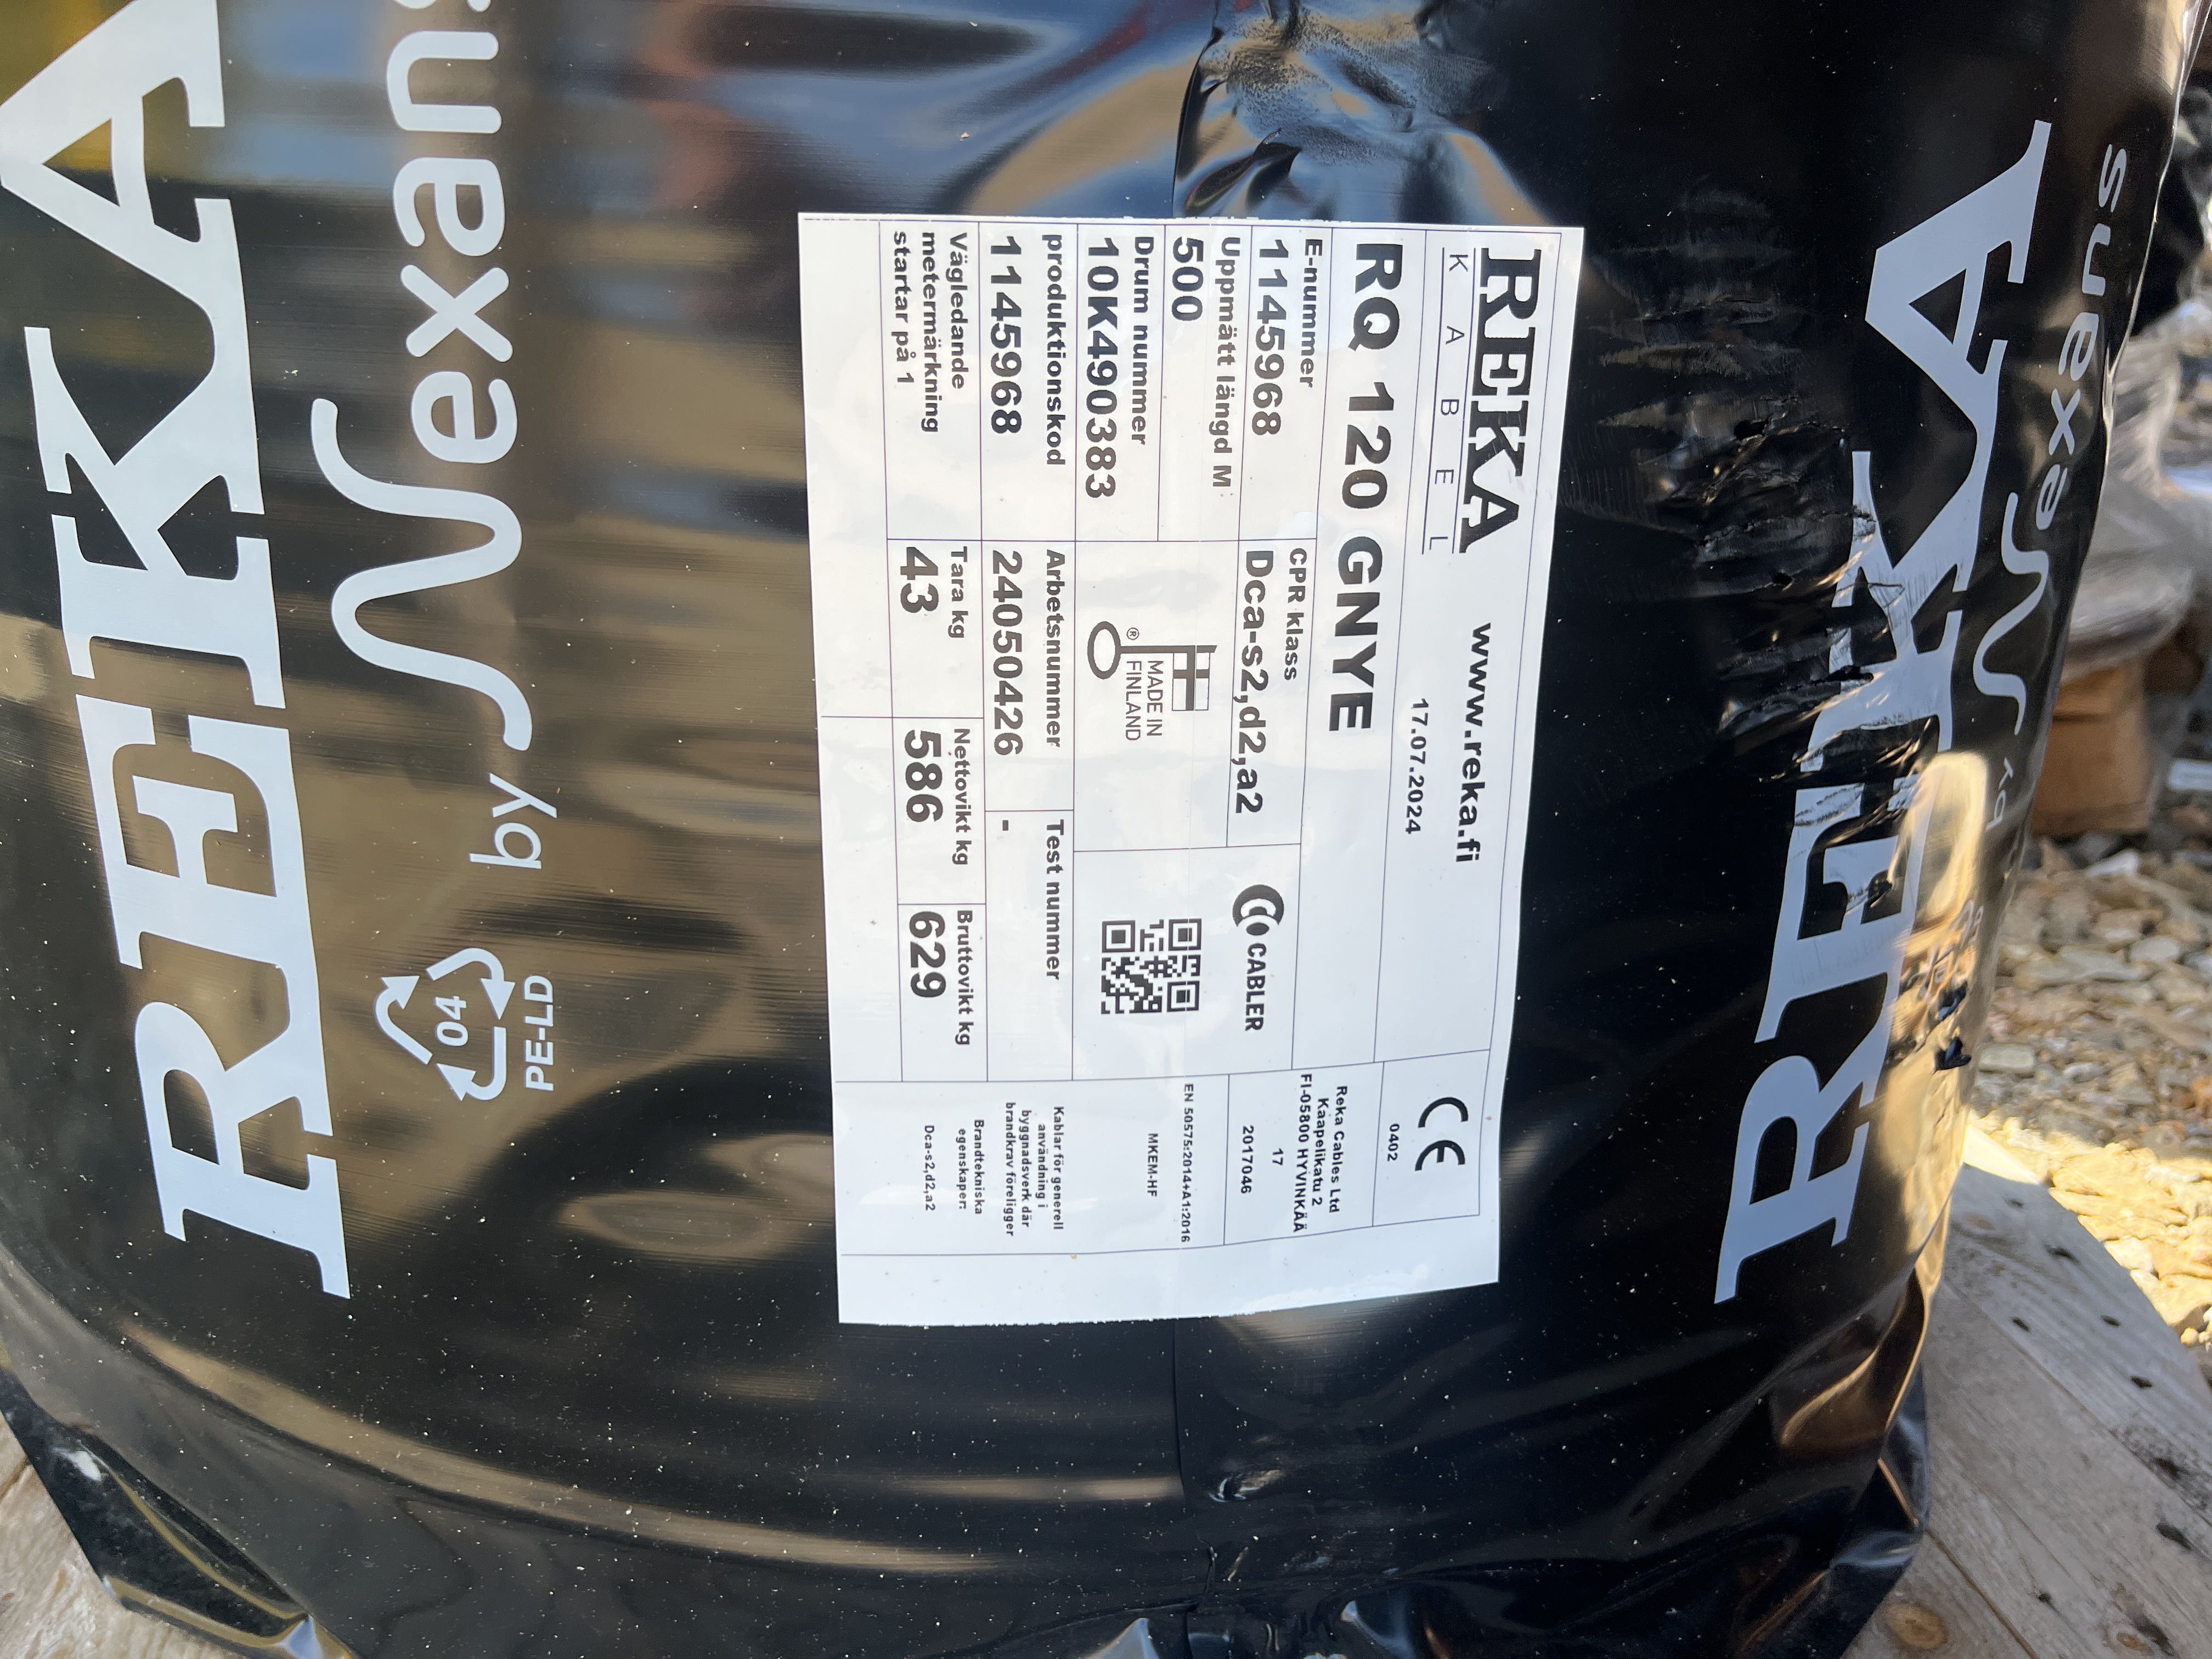 REKA
Nexans
by
04
PE-LD
REKA
KABEL
www.reka.fi
17.07.2024
CE
0402
RQ 120 GNYE
Reka Cables Ltd
Kaapelikatu 2
FI-05800 HYVINKÄÄ
17
2017046
E-nummer
1145968
CPR klass
Dca-s2,d2,a2
CABLER
Uppmätt längd M
500
Drum nummer
10K490383
MADE IN
FINLAND
®
EN 50575:2014+A1:2016
MKEM-HF
produktionskod
1145968
Arbetsnummer
24050426
Test nummer
-
Kablar för generell
användning i
byggnadsverk där
brandkrav föreligger
Vägledande
metermärkning
startar på 1
Tara kg
43
Nettovikt kg
586
Bruttovikt kg
629
Brandtekniska
egenskaper:
Dca-s2,d2,a2
REKA
Nexans
by
KA